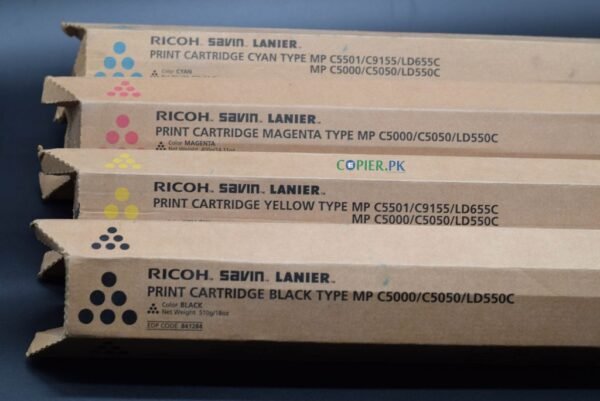 RICOH savin LANIER
PRINT CARTRIDGE CYAN TYPE MP C5501/C9155/LD655C
MP C5000/C5050/LD550C
Color CYAN
RICOH savin LANIER
PRINT CARTRIDGE MAGENTA TYPE MP C5000/C5050/LD550C
Color MAGENTA
COPIER.PK
RICOH savin LANIER
PRINT CARTRIDGE YELLOW TYPE MP C5501/C9155/LD655C
MP C5000/C5050/LD550C
RICOH savin LANIER
PRINT CARTRIDGE BLACK TYPE MP C5000/C5050/LD550C
Color BLACK
Net Weight 510g/18oz
EDP CODE 841284